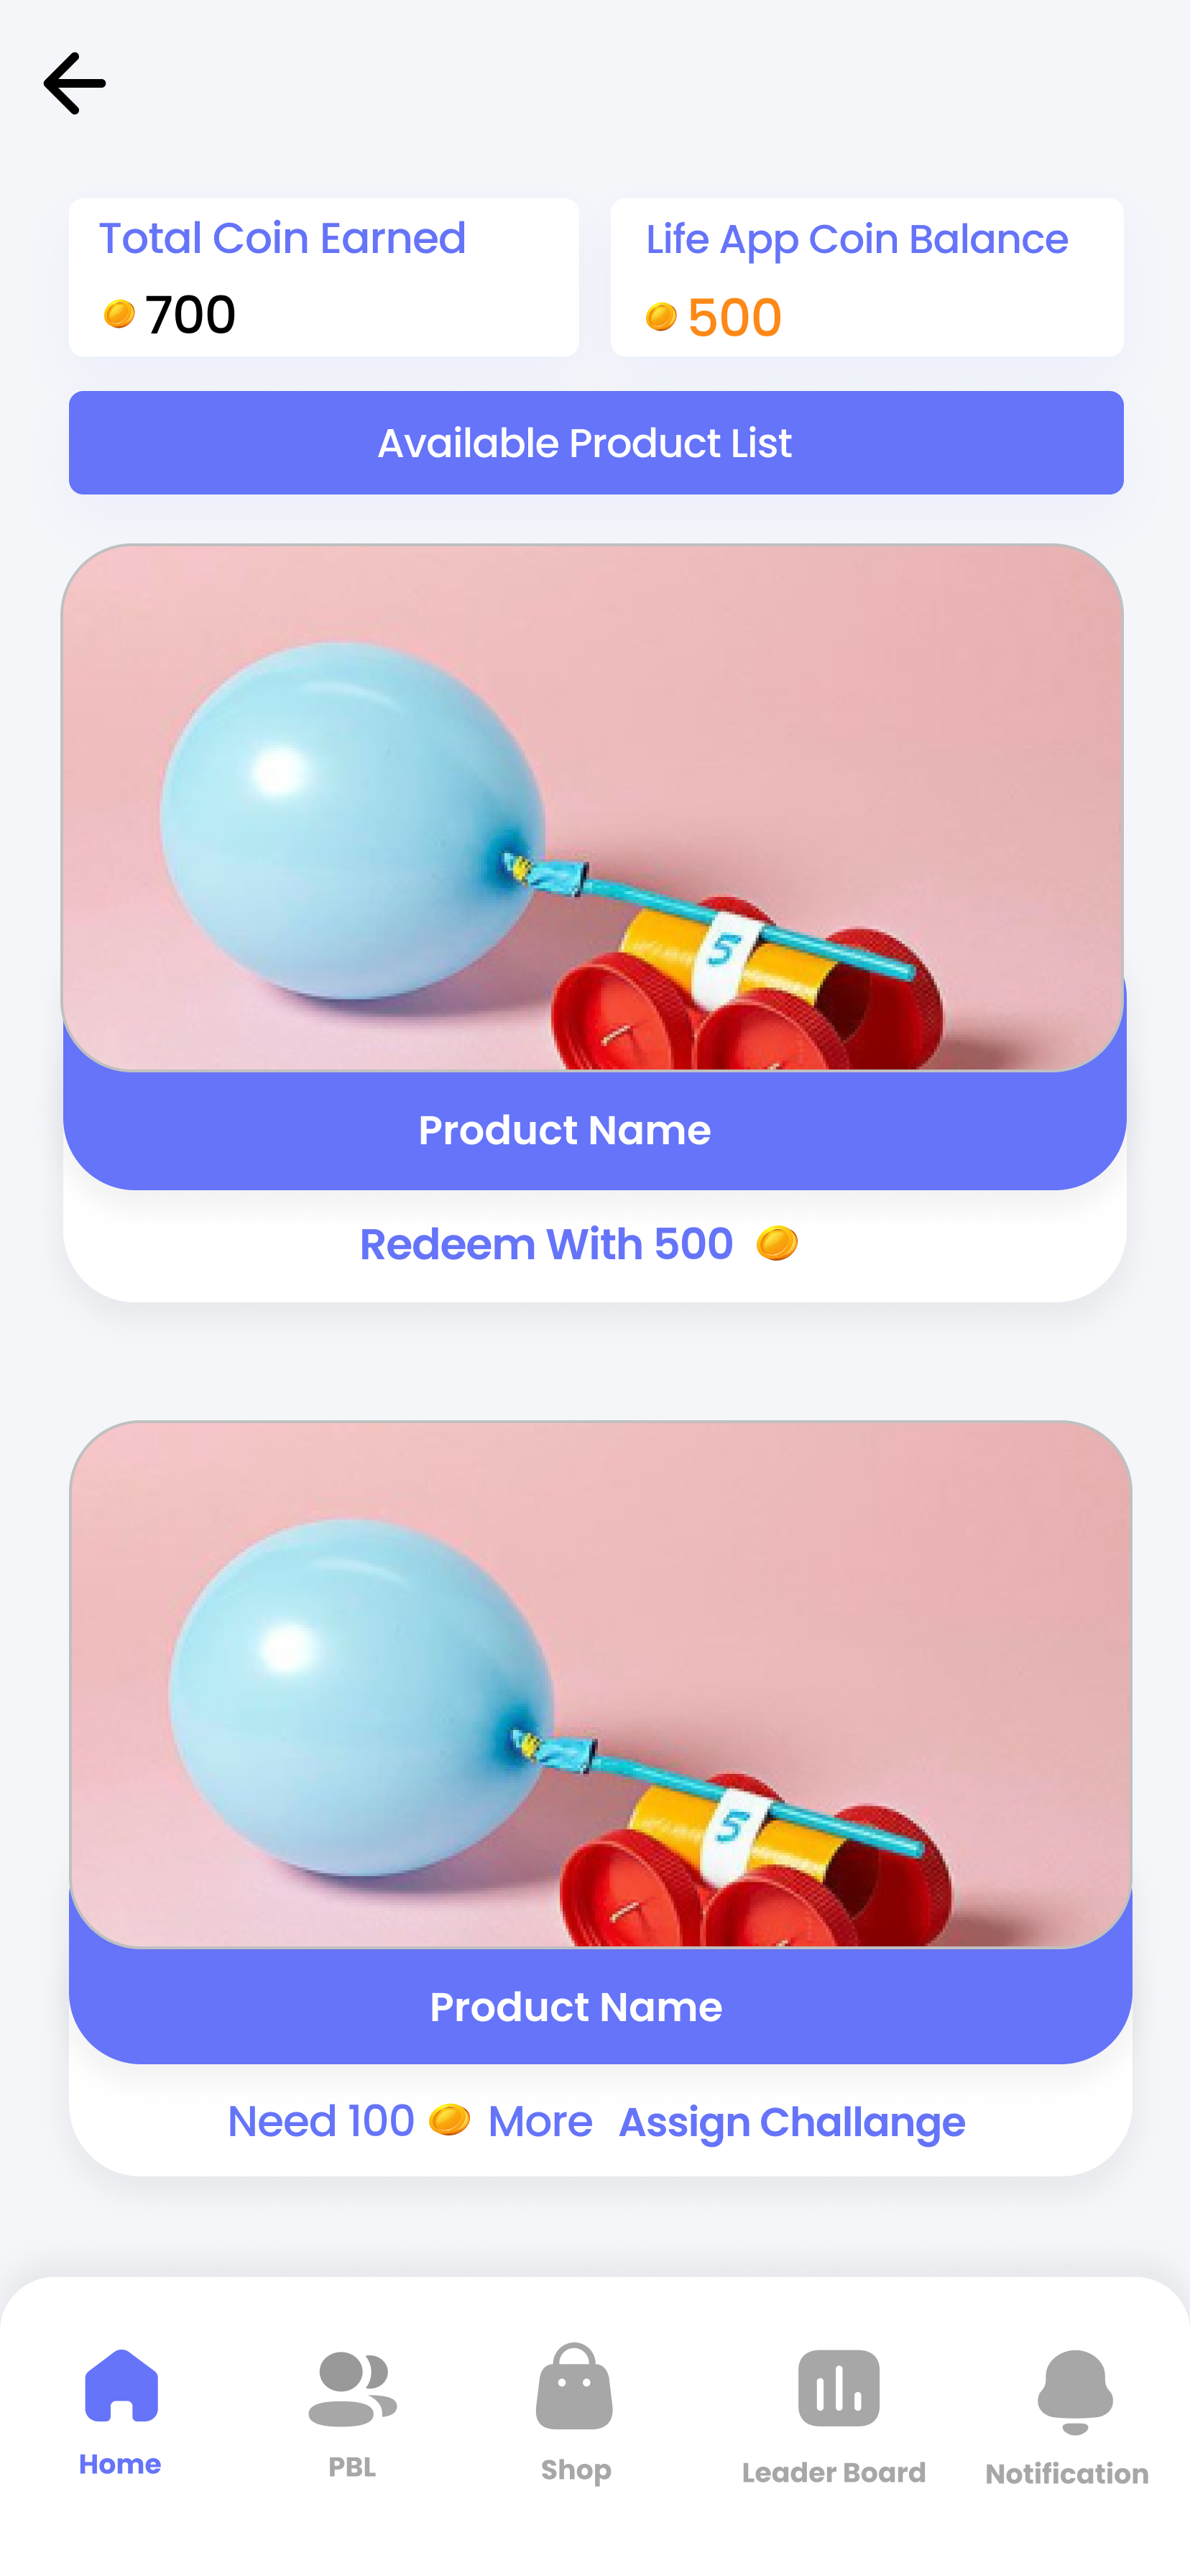 Total Coin Earned
Life App Coin Balance
700
500
Available Product List
5
Product Name
Redeem With 500
5
Product Name
Need 100 More Assign Challange
Home
PBL
Shop
Leader Board
Notification